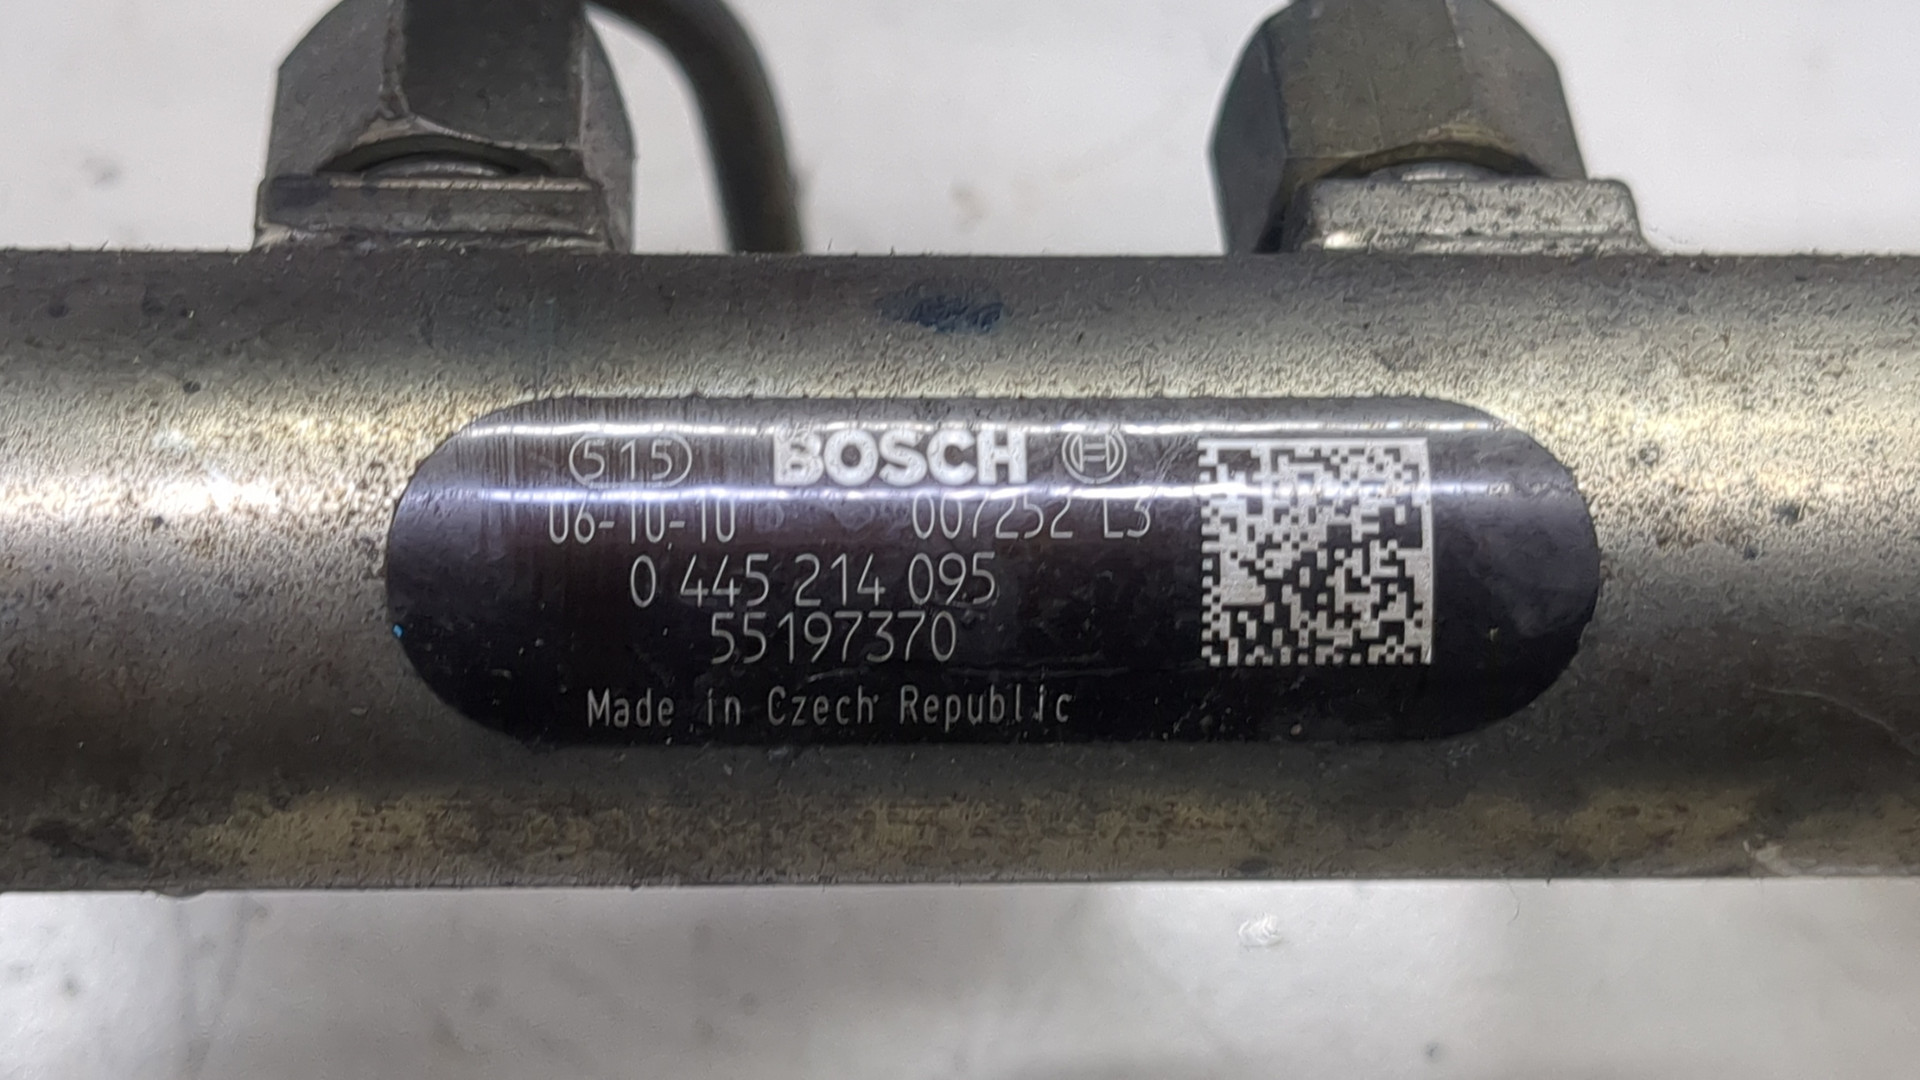 515 BOSCH
06-10-10 007252 L3
0 445 214 095
55197370
Made in Czech Republic